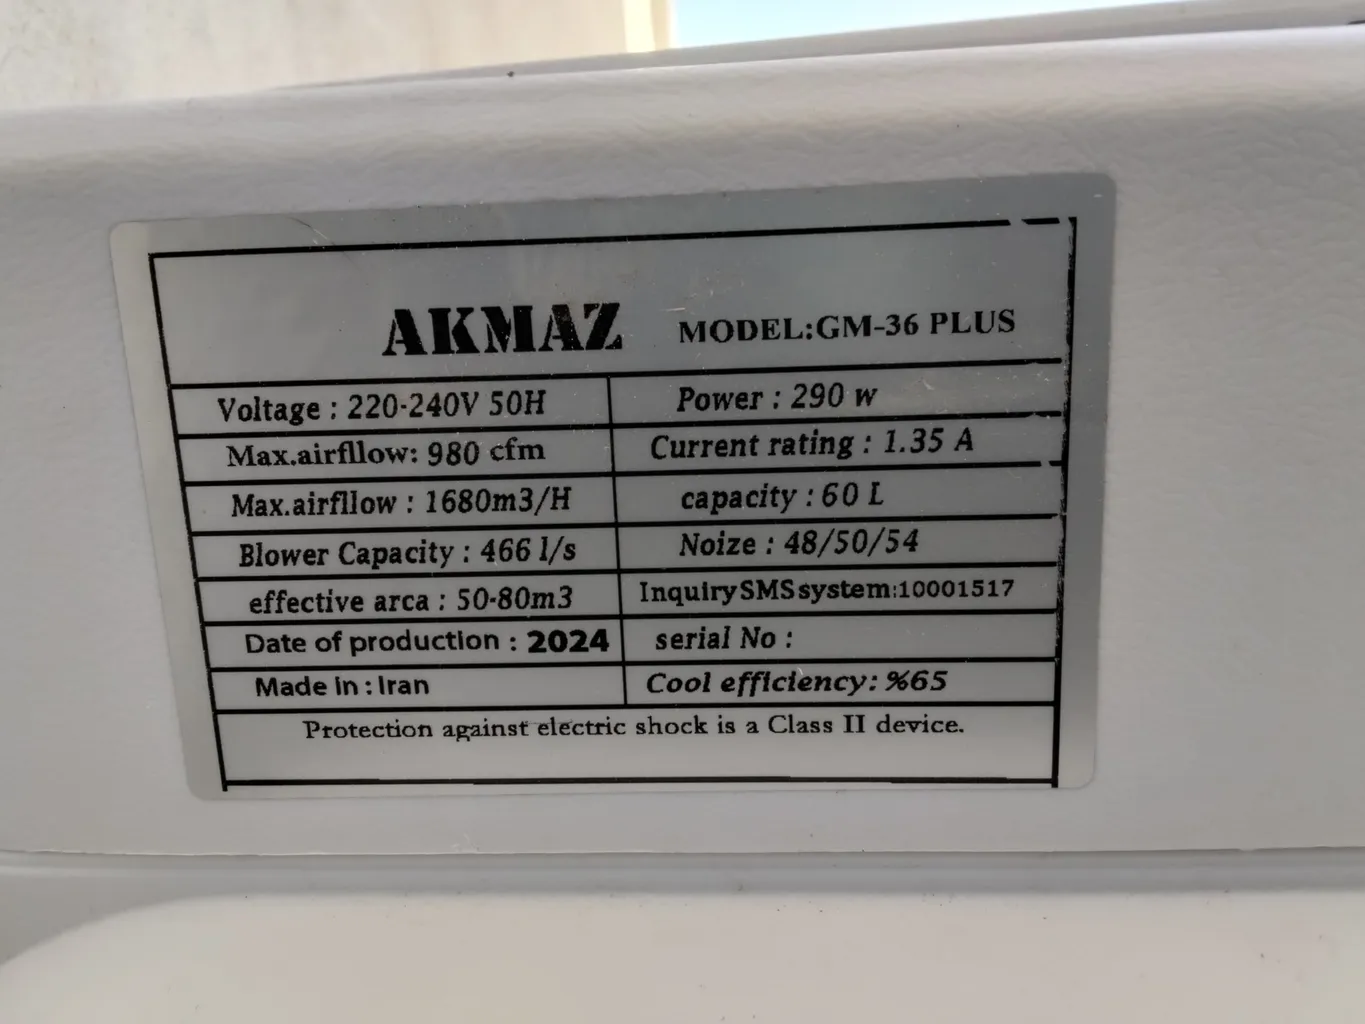 AKMAZ MODEL:GM-36 PLUS
Voltage : 220-240V 50H Power : 290 w
Max.airfllow: 980 cfm Current rating : 1.35 A
Max.airfllow : 1680m3/H capacity : 60 L
Blower Capacity : 466 l/s Noize : 48/50/54
effective arca : 50-80m3 InquirySMSsystem:10001517
Date of production : 2024 serial No :
Made in : Iran Cool efficiency: %65
Protection against electric shock is a Class II device.